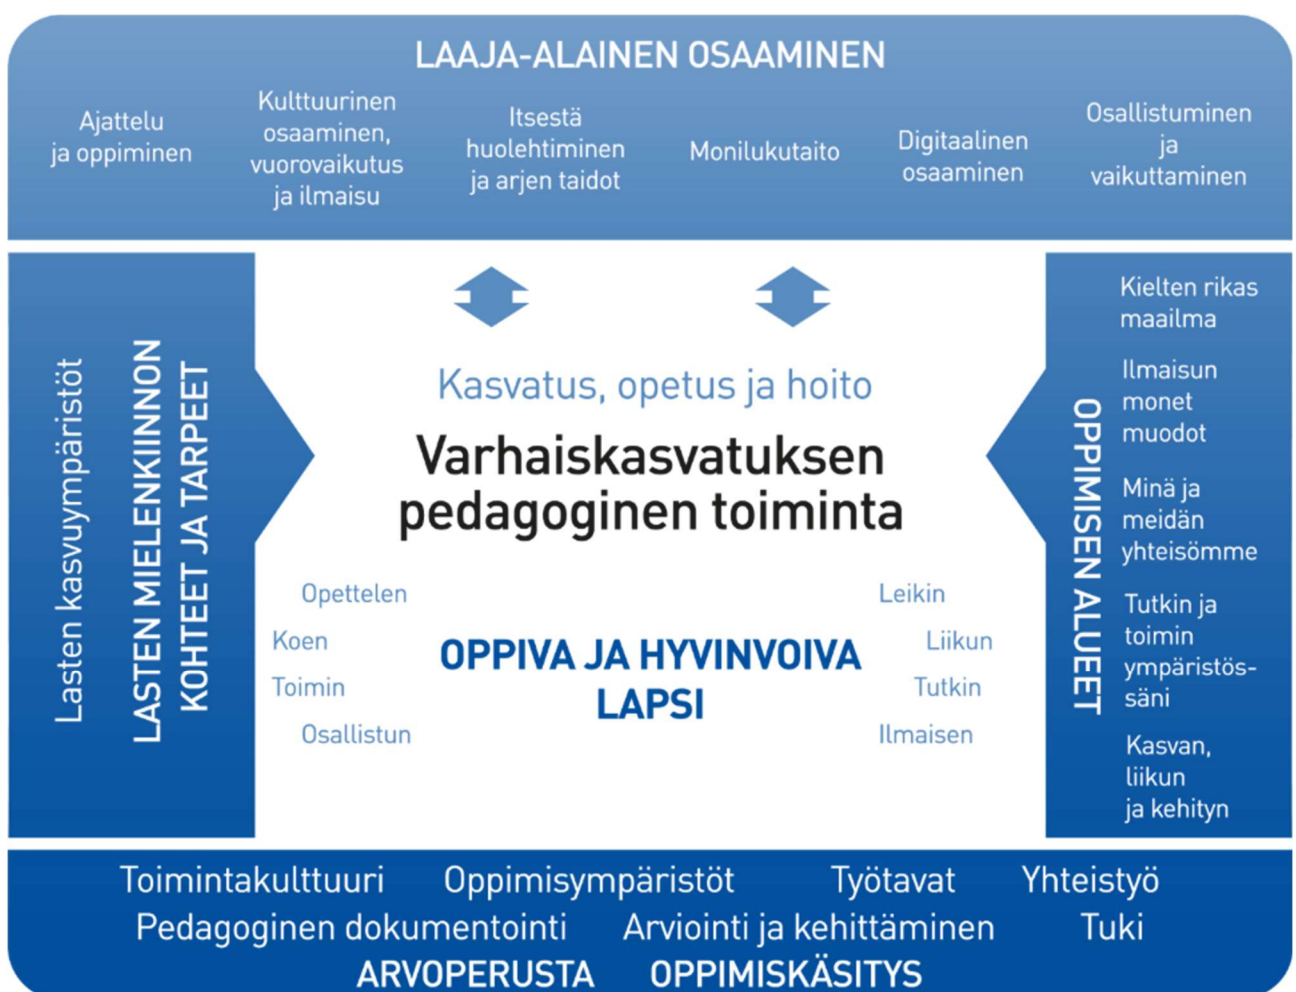 LAAJA-ALAINEN OSAAMINEN
Ajattelu
ja oppiminen
Kulttuurinen
osaaminen,
vuorovaikutus
ja ilmaisu
Itsestä
huolehtiminen
ja arjen taidot
Monilukutaito
Digitaalinen
osaaminen
Osallistuminen
ja
vaikuttaminen
Lasten kasvuympäristöt
LASTEN MIELENKIINNON
KOHTEET JA TARPEET
Kasvatus, opetus ja hoito
Varhaiskasvatuksen
pedagoginen toiminta
Opettelen
Koen
Toimin
Osallistun
OPPIVA JA HYVINVOIVA
LAPSI
Leikin
Liikun
Tutkin
Ilmaisen
OPPIMISEN ALUEET
Kielten rikas
maailma
Ilmaisun
monet
muodot
Minä ja
meidän
yhteisömme
Tutkin ja
toimin
ympäristös-
säni
Kasvan,
liikun
ja kehityn
Toimintakulttuuri Oppimisympäristöt Työtavat Yhteistyö
Pedagoginen dokumentointi Arviointi ja kehittäminen Tuki
ARVOPERUSTA OPPIMISKÄSITYS